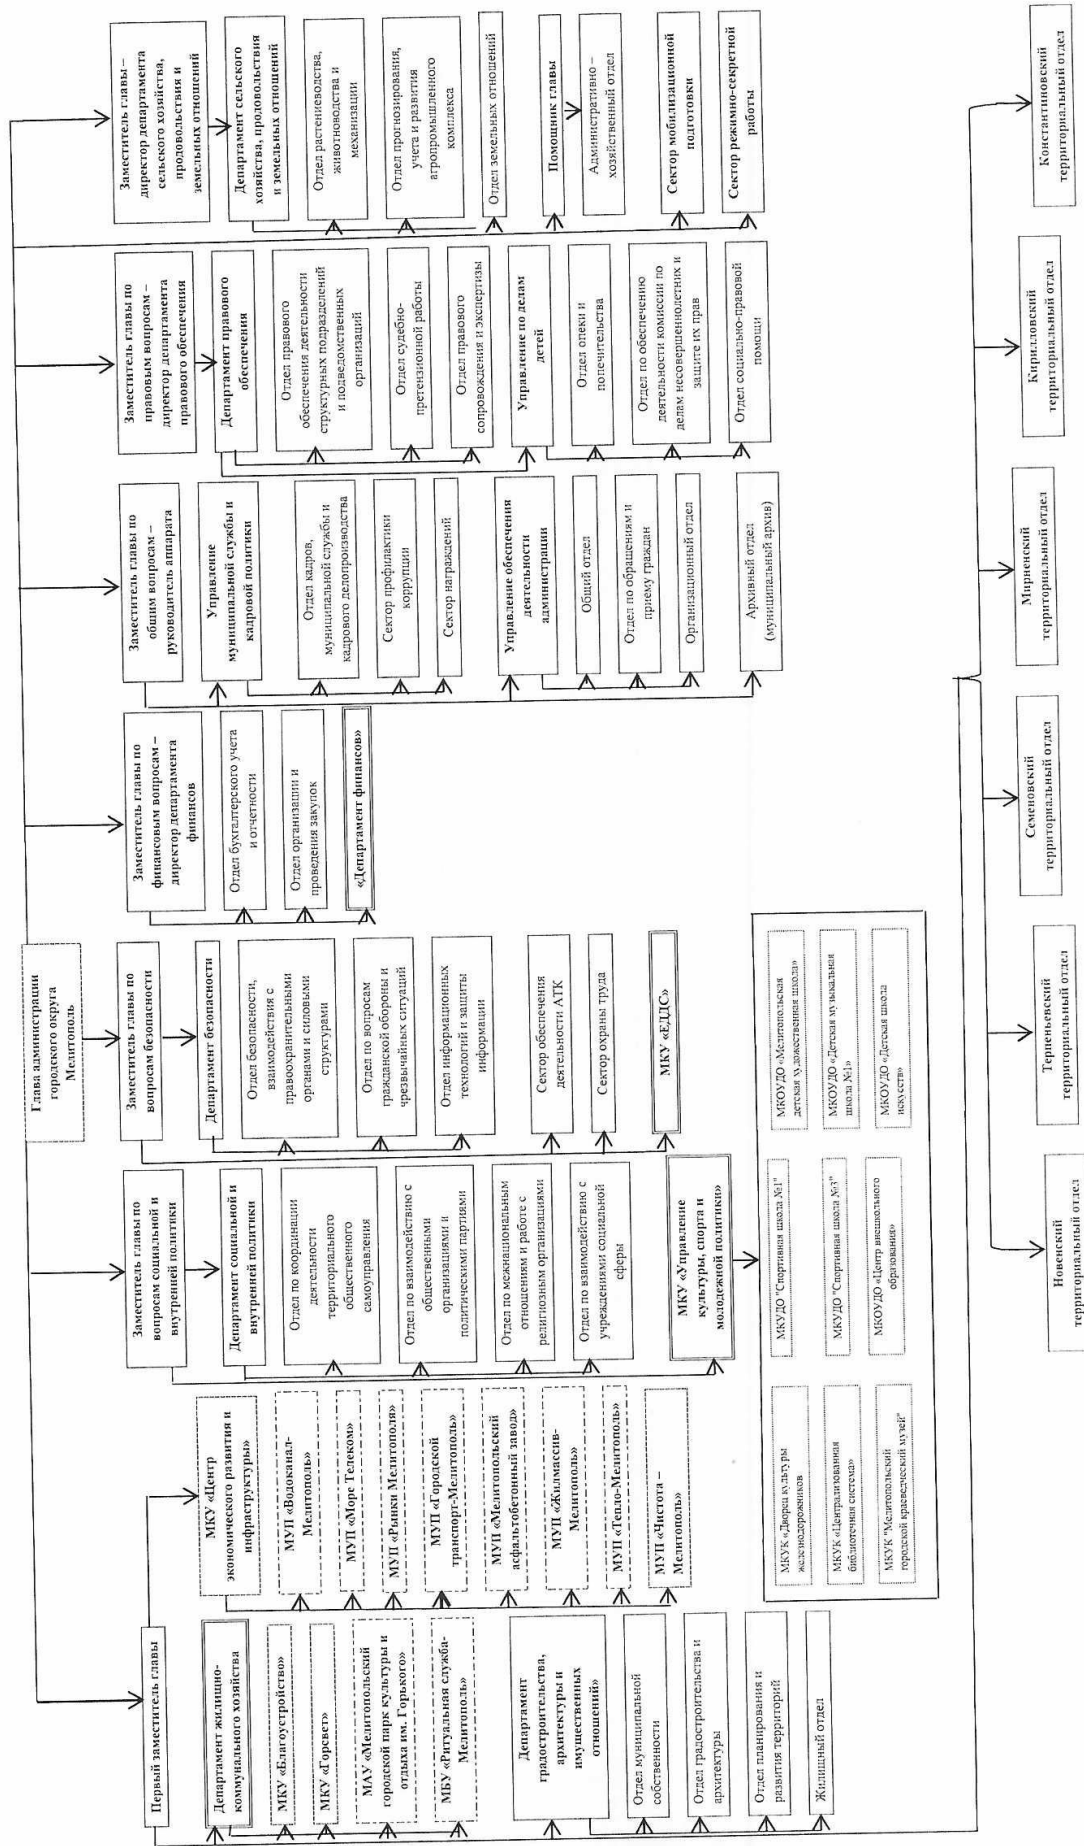 Глава администрации
городского округа
Мелитополь
Первый заместитель главы
Департамент жилищно-
коммунального хозяйства
МКУ «Благоустройство»
МКУ «Горсвет»
МАУ «Мелитопольский
городской парк культуры и
отдыха им. Горького»
МБУ «Ритуальная служба-
Мелитополь»
Департамент
градостроительства,
архитектуры и
имущественных
отношений»
Отдел муниципальной
собственности
Отдел градостроительства и
архитектуры
Отдел планирования и
развития территорий
Жилищный отдел
МКУ «Центр
экономического развития и
инфраструктуры»
МУП «Водоканал-
Мелитополь»
МУП «Море Телеком»
МУП «Рынки Мелитополя»
МУП «Городской
транспорт-Мелитополь»
МУП «Мелитопольский
асфальтобетонный завод»
МУП «Жилмассив-
Мелитополь»
МУП «Тепло-Мелитополь»
МУП «Чистота –
Мелитополь»
Заместитель главы по
вопросам социальной и
внутренней политики
Департамент социальной и
внутренней политики
Отдел по координации
деятельности
территориального
общественного
самоуправления
Отдел по взаимодействию с
общественными
организациями и
политическими партиями
Отдел по межнациональным
отношениям и работе с
религиозным организациями
Отдел по взаимодействию с
учреждениями социальной
сферы
МКУ «Управление
культуры, спорта и
молодежной политики»
МКУК «Дворец культуры
железнодорожников
МКУК «Централизованная
библиотечная система»
МКУК "Мелитопольский
городской краеведческий музей"
МКУДО "Спортивная школа №1"
МКУДО "Спортивная школа №3"
МКОУДО «Центр внешкольного
образования»
МКОУДО «Мелитопольская
детская художественная школа»
МКОУДО «Детская музыкальная
школа №1»
МКОУДО «Детская школа
искусств»
Заместитель главы по
вопросам безопасности
Департамент безопасности
Отдел безопасности,
взаимодействия с
правоохранительными
органами и силовыми
структурами
Отдел по вопросам
гражданской обороны и
чрезвычайных ситуаций
Отдел информационных
технологий и защиты
информации
Сектор обеспечения
деятельности АТК
Сектор охраны труда
МКУ «ЕДДС»
Заместитель главы по
финансовым вопросам –
директор департамента
финансов
Отдел бухгалтерского учета
и отчетности
Отдел организации и
проведения закупок
«Департамент финансов»
Заместитель главы по
общим вопросам –
руководитель аппарата
Управление
муниципальной службы и
кадровой политики
Отдел кадров,
муниципальной службы и
кадрового делопроизводства
Сектор профилактики
коррупции
Сектор награждений
Управление обеспечения
деятельности
администрации
Общий отдел
Отдел по обращениям и
приему граждан
Организационный отдел
Архивный отдел
(муниципальный архив)
Заместитель главы по
правовым вопросам –
директор департамента
правового обеспечения
Департамент правового
обеспечения
Отдел правового
обеспечения деятельности
структурных подразделений
и подведомственных
организаций
Отдел судебно-
претензионной работы
Отдел правового
сопровождения и экспертизы
Управление по делам
детей
Отдел опеки и
попечительства
Отдел по обеспечению
деятельности комиссии по
делам несовершеннолетних и
защите их прав
Отдел социально-правовой
помощи
Заместитель главы –
директор департамента
сельского хозяйства,
продовольствия и
земельных отношений
Департамент сельского
хозяйства, продовольствия
и земельных отношений
Отдел растениеводства,
животноводства и
механизации
Отдел прогнозирования,
учета и развития
агропромышленного
комплекса
Отдел земельных отношений
Помощник главы
Административно –
хозяйственный отдел
Сектор мобилизационной
подготовки
Сектор режимно-секретной
работы
Новенский
территориальный отдел
Терпеньевский
территориальный отдел
Семеновский
территориальный отдел
Мирненский
территориальный отдел
Кирилловский
территориальный отдел
Константиновский
территориальный отдел